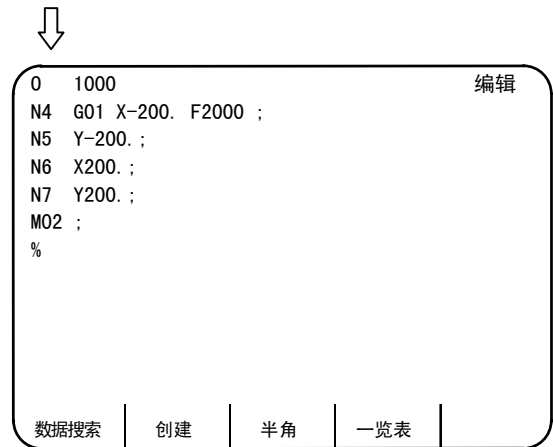 O 1000 编辑
N4 G01 X-200. F2000 ;
N5 Y-200. ;
N6 X200. ;
N7 Y200. ;
M02 ;
%
数据搜索 创建 半角 一览表